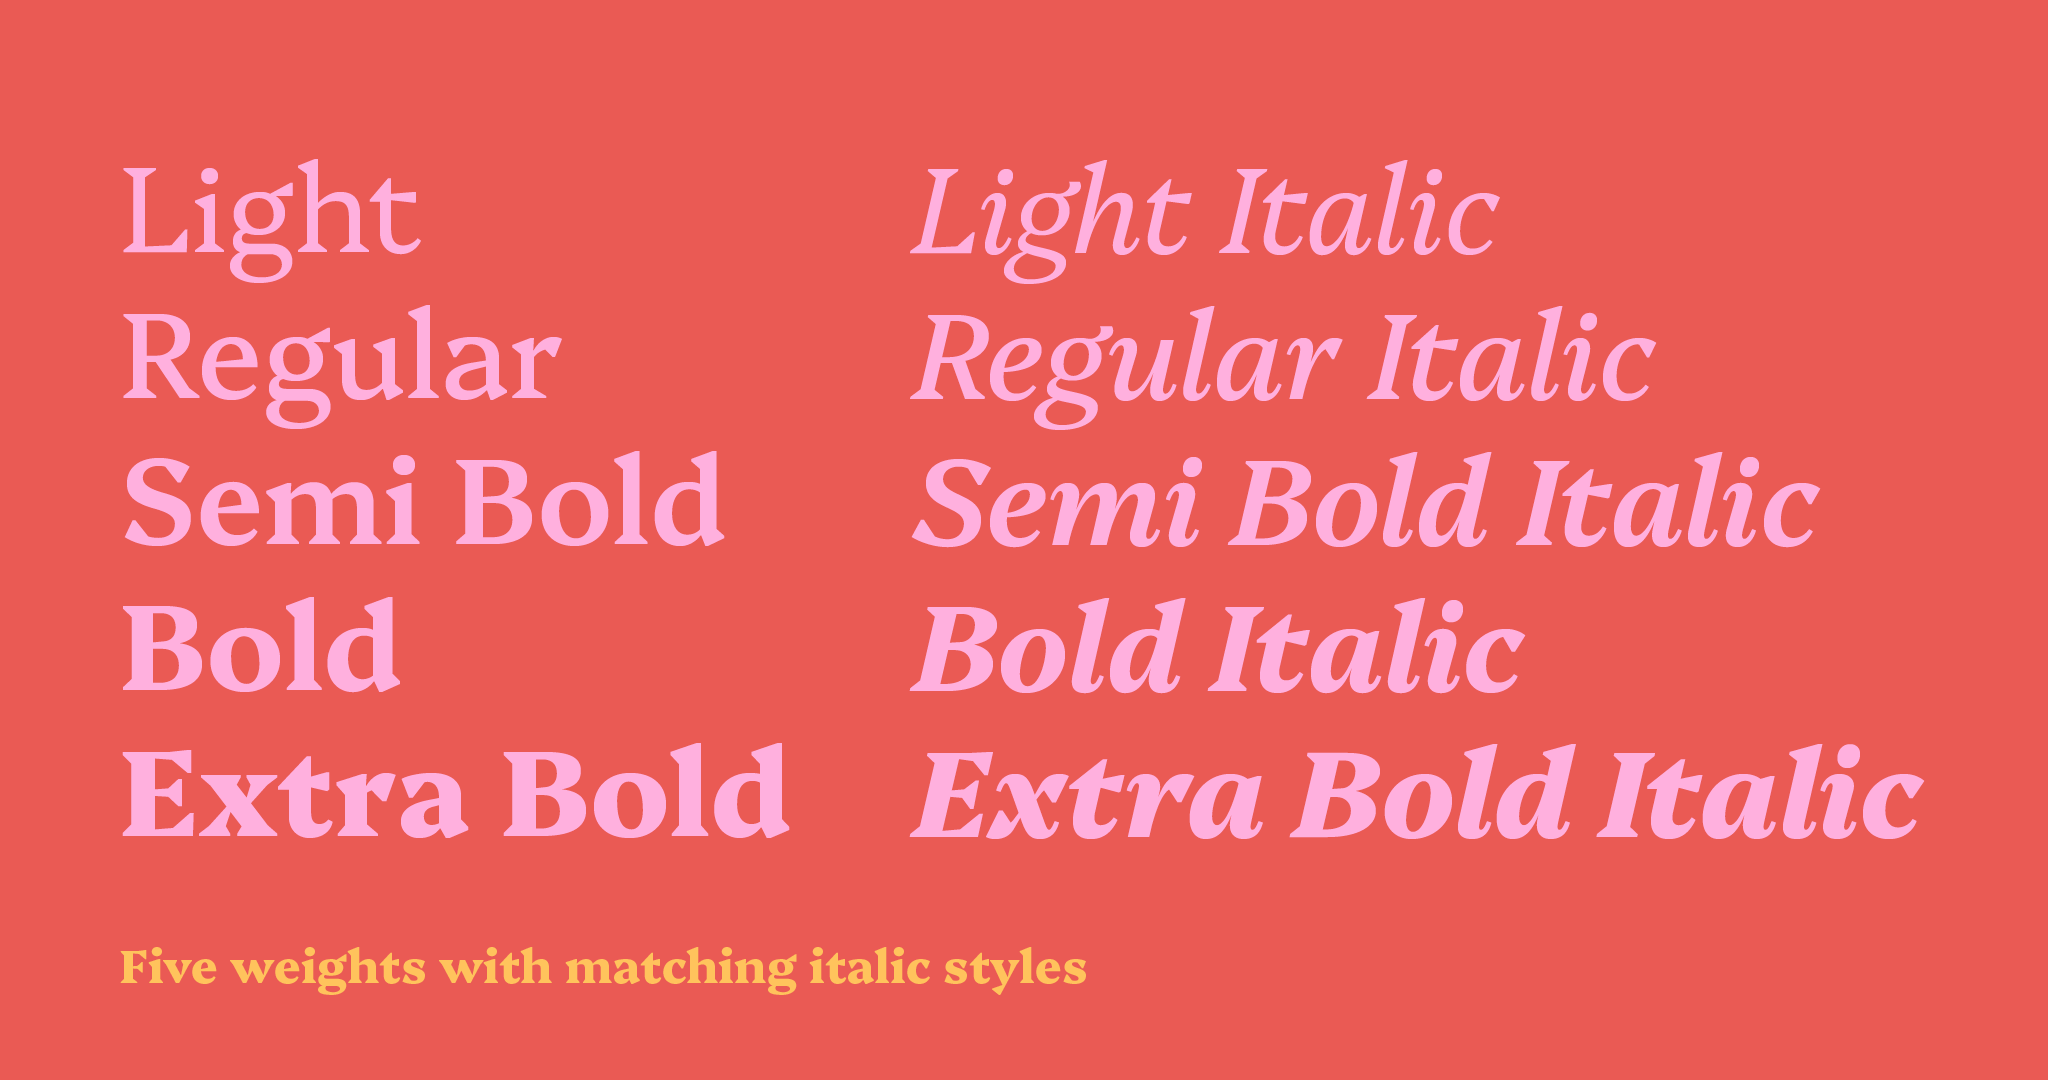 Light
Regular
Semi Bold
Bold
Extra Bold
Light Italic
Regular Italic
Semi Bold Italic
Bold Italic
Extra Bold Italic
Five weights with matching italic styles